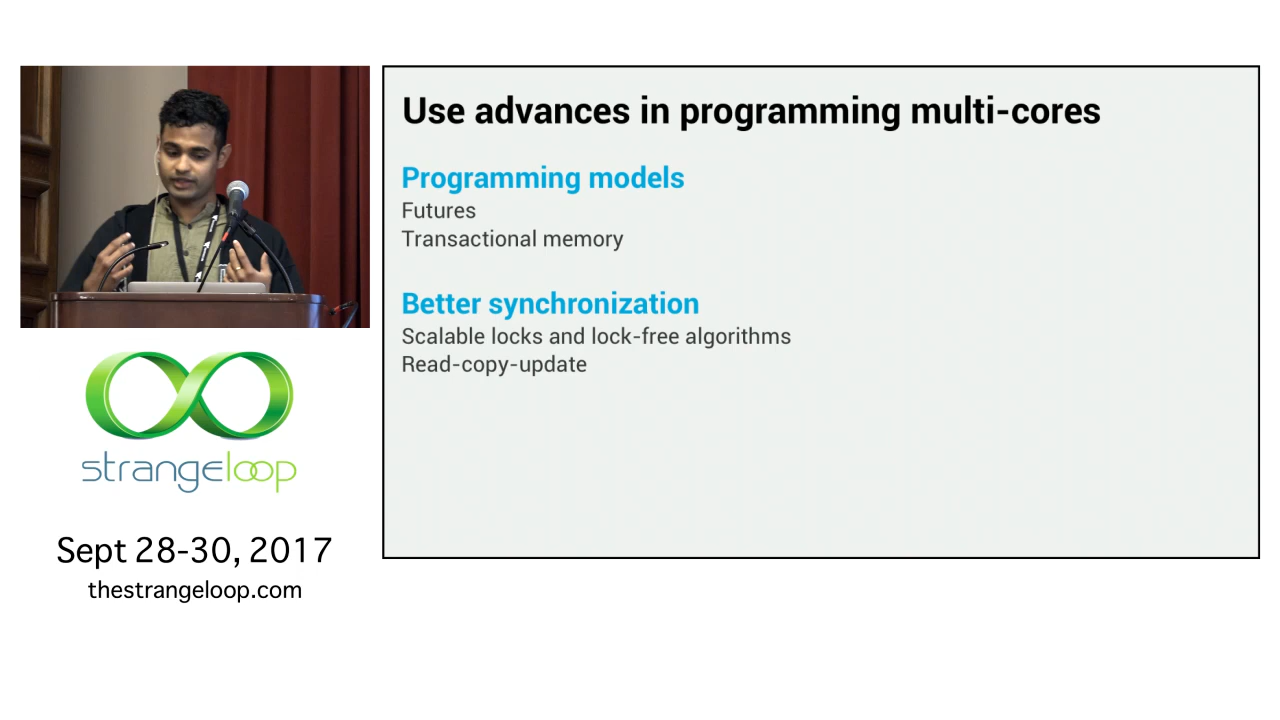 Use advances in programming multi-cores
Programming models
Futures
Transactional memory
Better synchronization
Scalable locks and lock-free algorithms
Read-copy-update
strangeloop
Sept 28-30, 2017
thestrangeloop.com